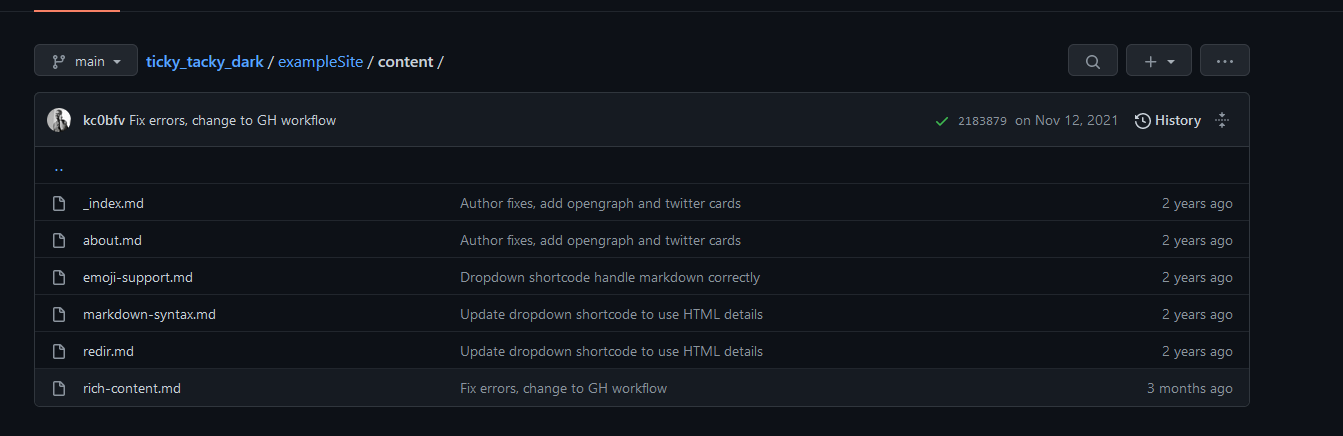 main ticky_tacky_dark / exampleSite / content /
kc0bfv Fix errors, change to GH workflow 2183879 on Nov 12, 2021 History
..
_index.md Author fixes, add opengraph and twitter cards 2 years ago
about.md Author fixes, add opengraph and twitter cards 2 years ago
emoji-support.md Dropdown shortcode handle markdown correctly 2 years ago
markdown-syntax.md Update dropdown shortcode to use HTML details 2 years ago
redir.md Update dropdown shortcode to use HTML details 2 years ago
rich-content.md Fix errors, change to GH workflow 3 months ago